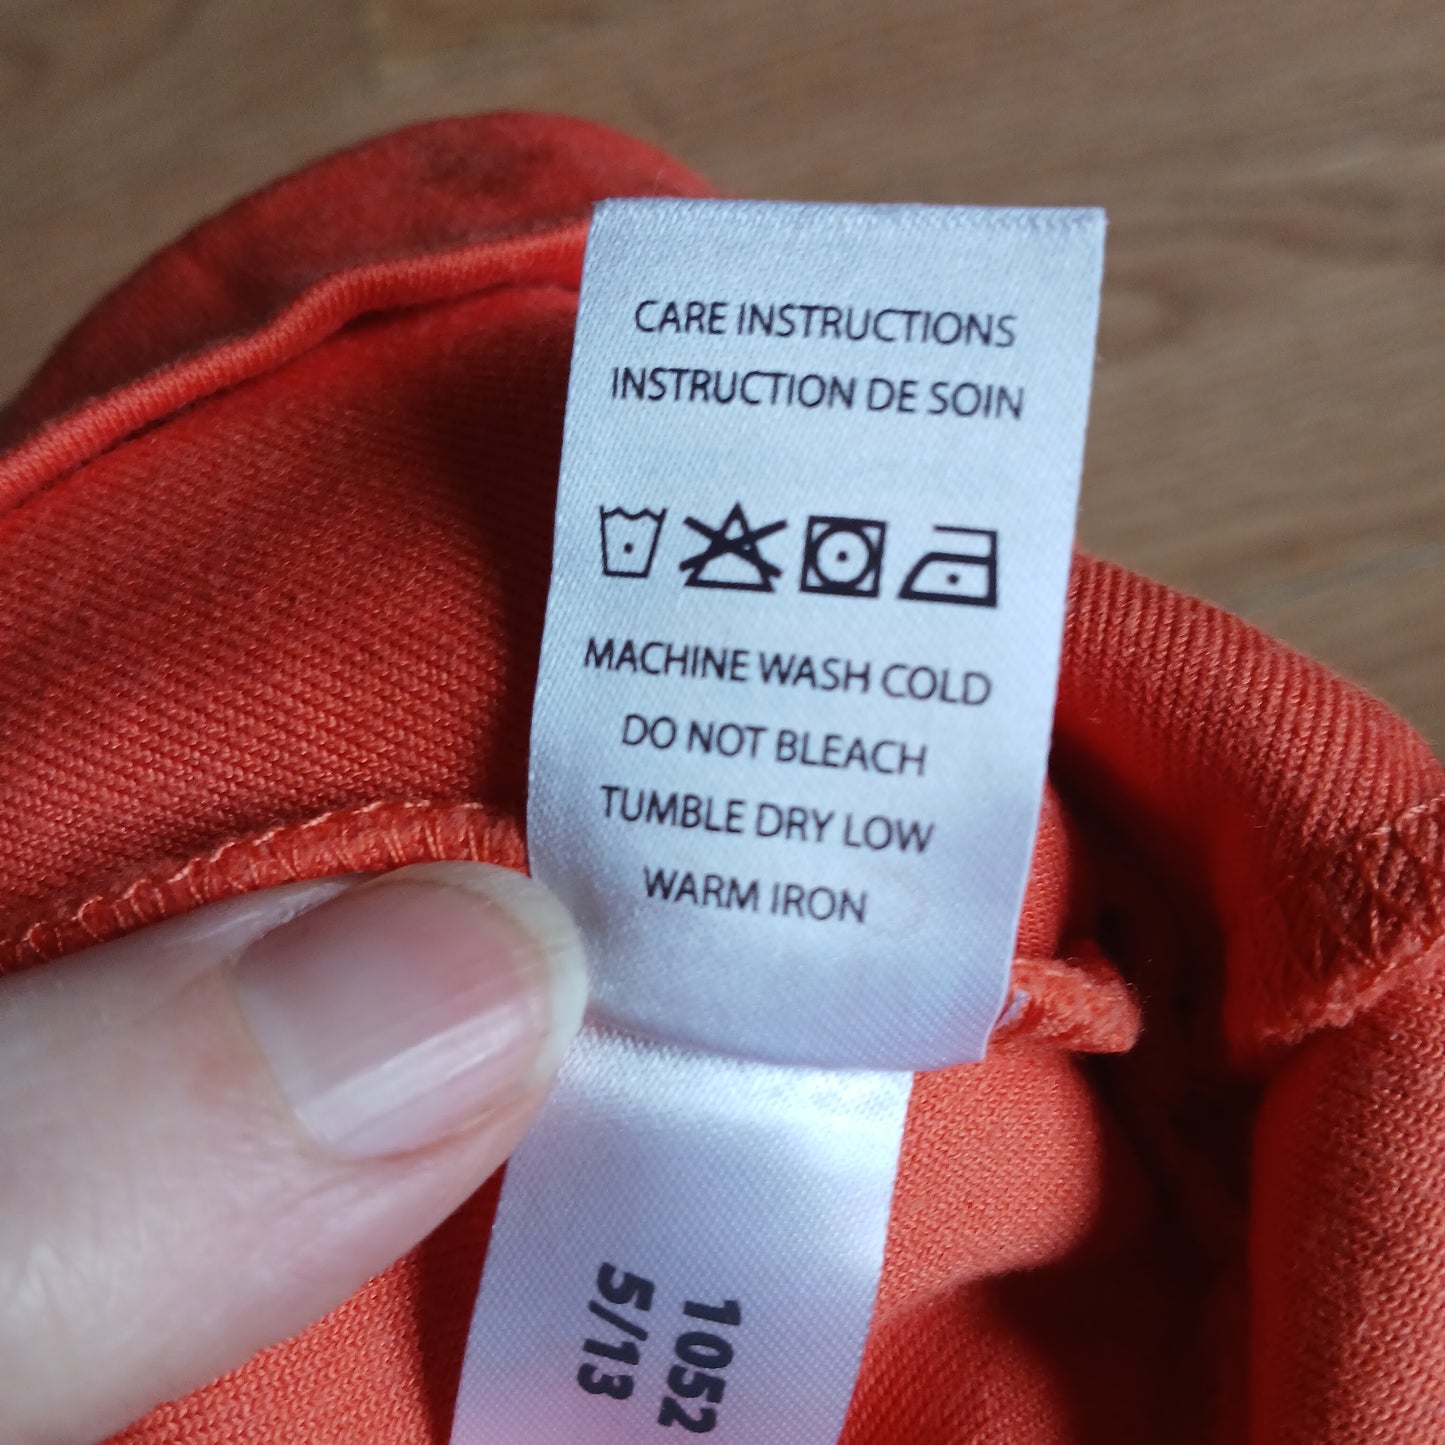 CARE INSTRUCTIONS
INSTRUCTION DE SOIN
MACHINE WASH COLD
DO NOT BLEACH
TUMBLE DRY LOW
WARM IRON
1052
5/13